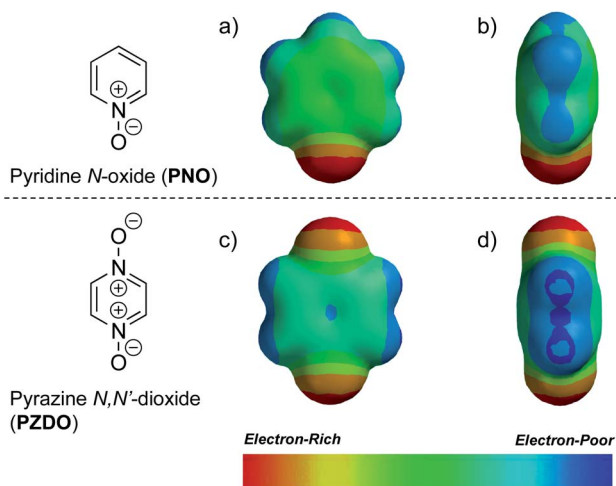 a)
b)
N
⊕
O
⊖
Pyridine N-oxide (PNO)
c)
d)
O
⊖
N
⊕
⊕
N
O
⊖
Pyrazine N,N'-dioxide
(PZDO)
Electron-Rich
Electron-Poor